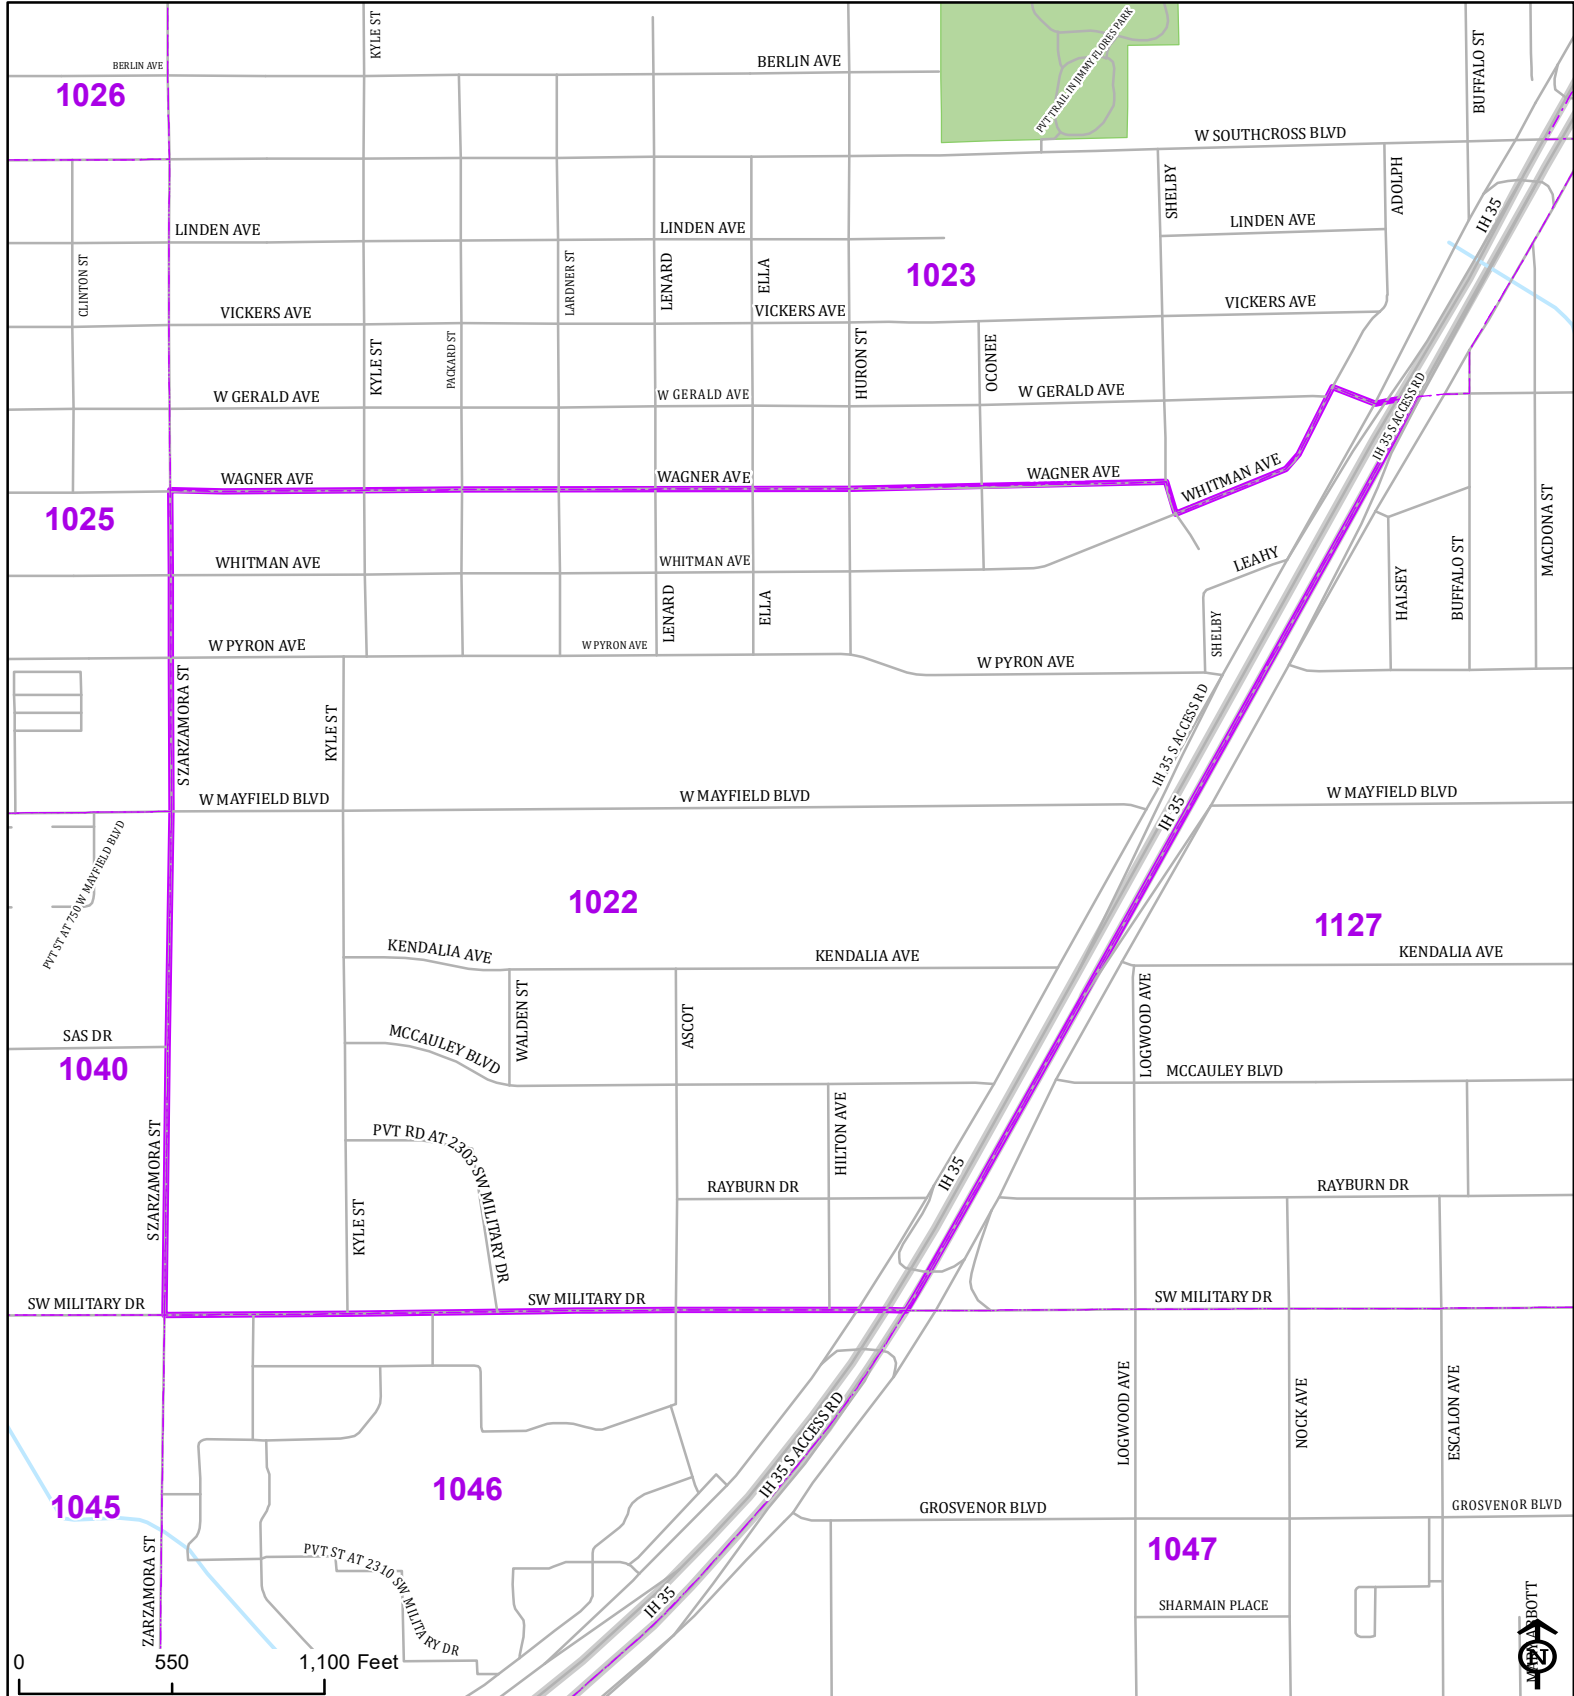 KYLE ST
BERLIN AVE
BERLIN AVE
PVT TRAIL IN JIMMY FLORES PARK
BUFFALO ST
1026
W SOUTHCROSS BLVD
SHELBY
ADOLPH
LINDEN AVE
LINDEN AVE
LINDEN AVE
IH 35
CLINTON ST
LARDNER ST
LENARD
ELLA
1023
VICKERS AVE
VICKERS AVE
VICKERS AVE
KYLE ST
PACKARD ST
HURON ST
OCONEE
W GERALD AVE
W GERALD AVE
W GERALD AVE
IH 35 S ACCESS RD
WAGNER AVE
WAGNER AVE
WAGNER AVE
WHITMAN AVE
1025
MACDONA ST
WHITMAN AVE
WHITMAN AVE
LEAHY
LENARD
ELLA
HALSEY
BUFFALO ST
SHELBY
W PYRON AVE
W PYRON AVE
W PYRON AVE
S ZARZAMORA ST
KYLE ST
IH 35 S ACCESS RD
W MAYFIELD BLVD
W MAYFIELD BLVD
IH 35
W MAYFIELD BLVD
PVT ST AT 750 W MAYFIELD BLVD
1022
1127
KENDALIA AVE
KENDALIA AVE
KENDALIA AVE
WALDEN ST
ASCOT
LOGWOOD AVE
SAS DR
MCCAULEY BLVD
1040
MCCAULEY BLVD
S ZARZAMORA ST
PVT RD AT 2303 SW MILITARY DR
HILTON AVE
IH 35
RAYBURN DR
RAYBURN DR
KYLE ST
SW MILITARY DR
SW MILITARY DR
SW MILITARY DR
LOGWOOD AVE
NOCK AVE
ESCALON AVE
IH 35 S ACCESS RD
1046
1045
GROSVENOR BLVD
GROSVENOR BLVD
ZARZAMORA ST
PVT ST AT 2310 SW MILITARY DR
1047
IH 35
SHARMAIN PLACE
MARY ABBOTT
N
0 550 1,100 Feet